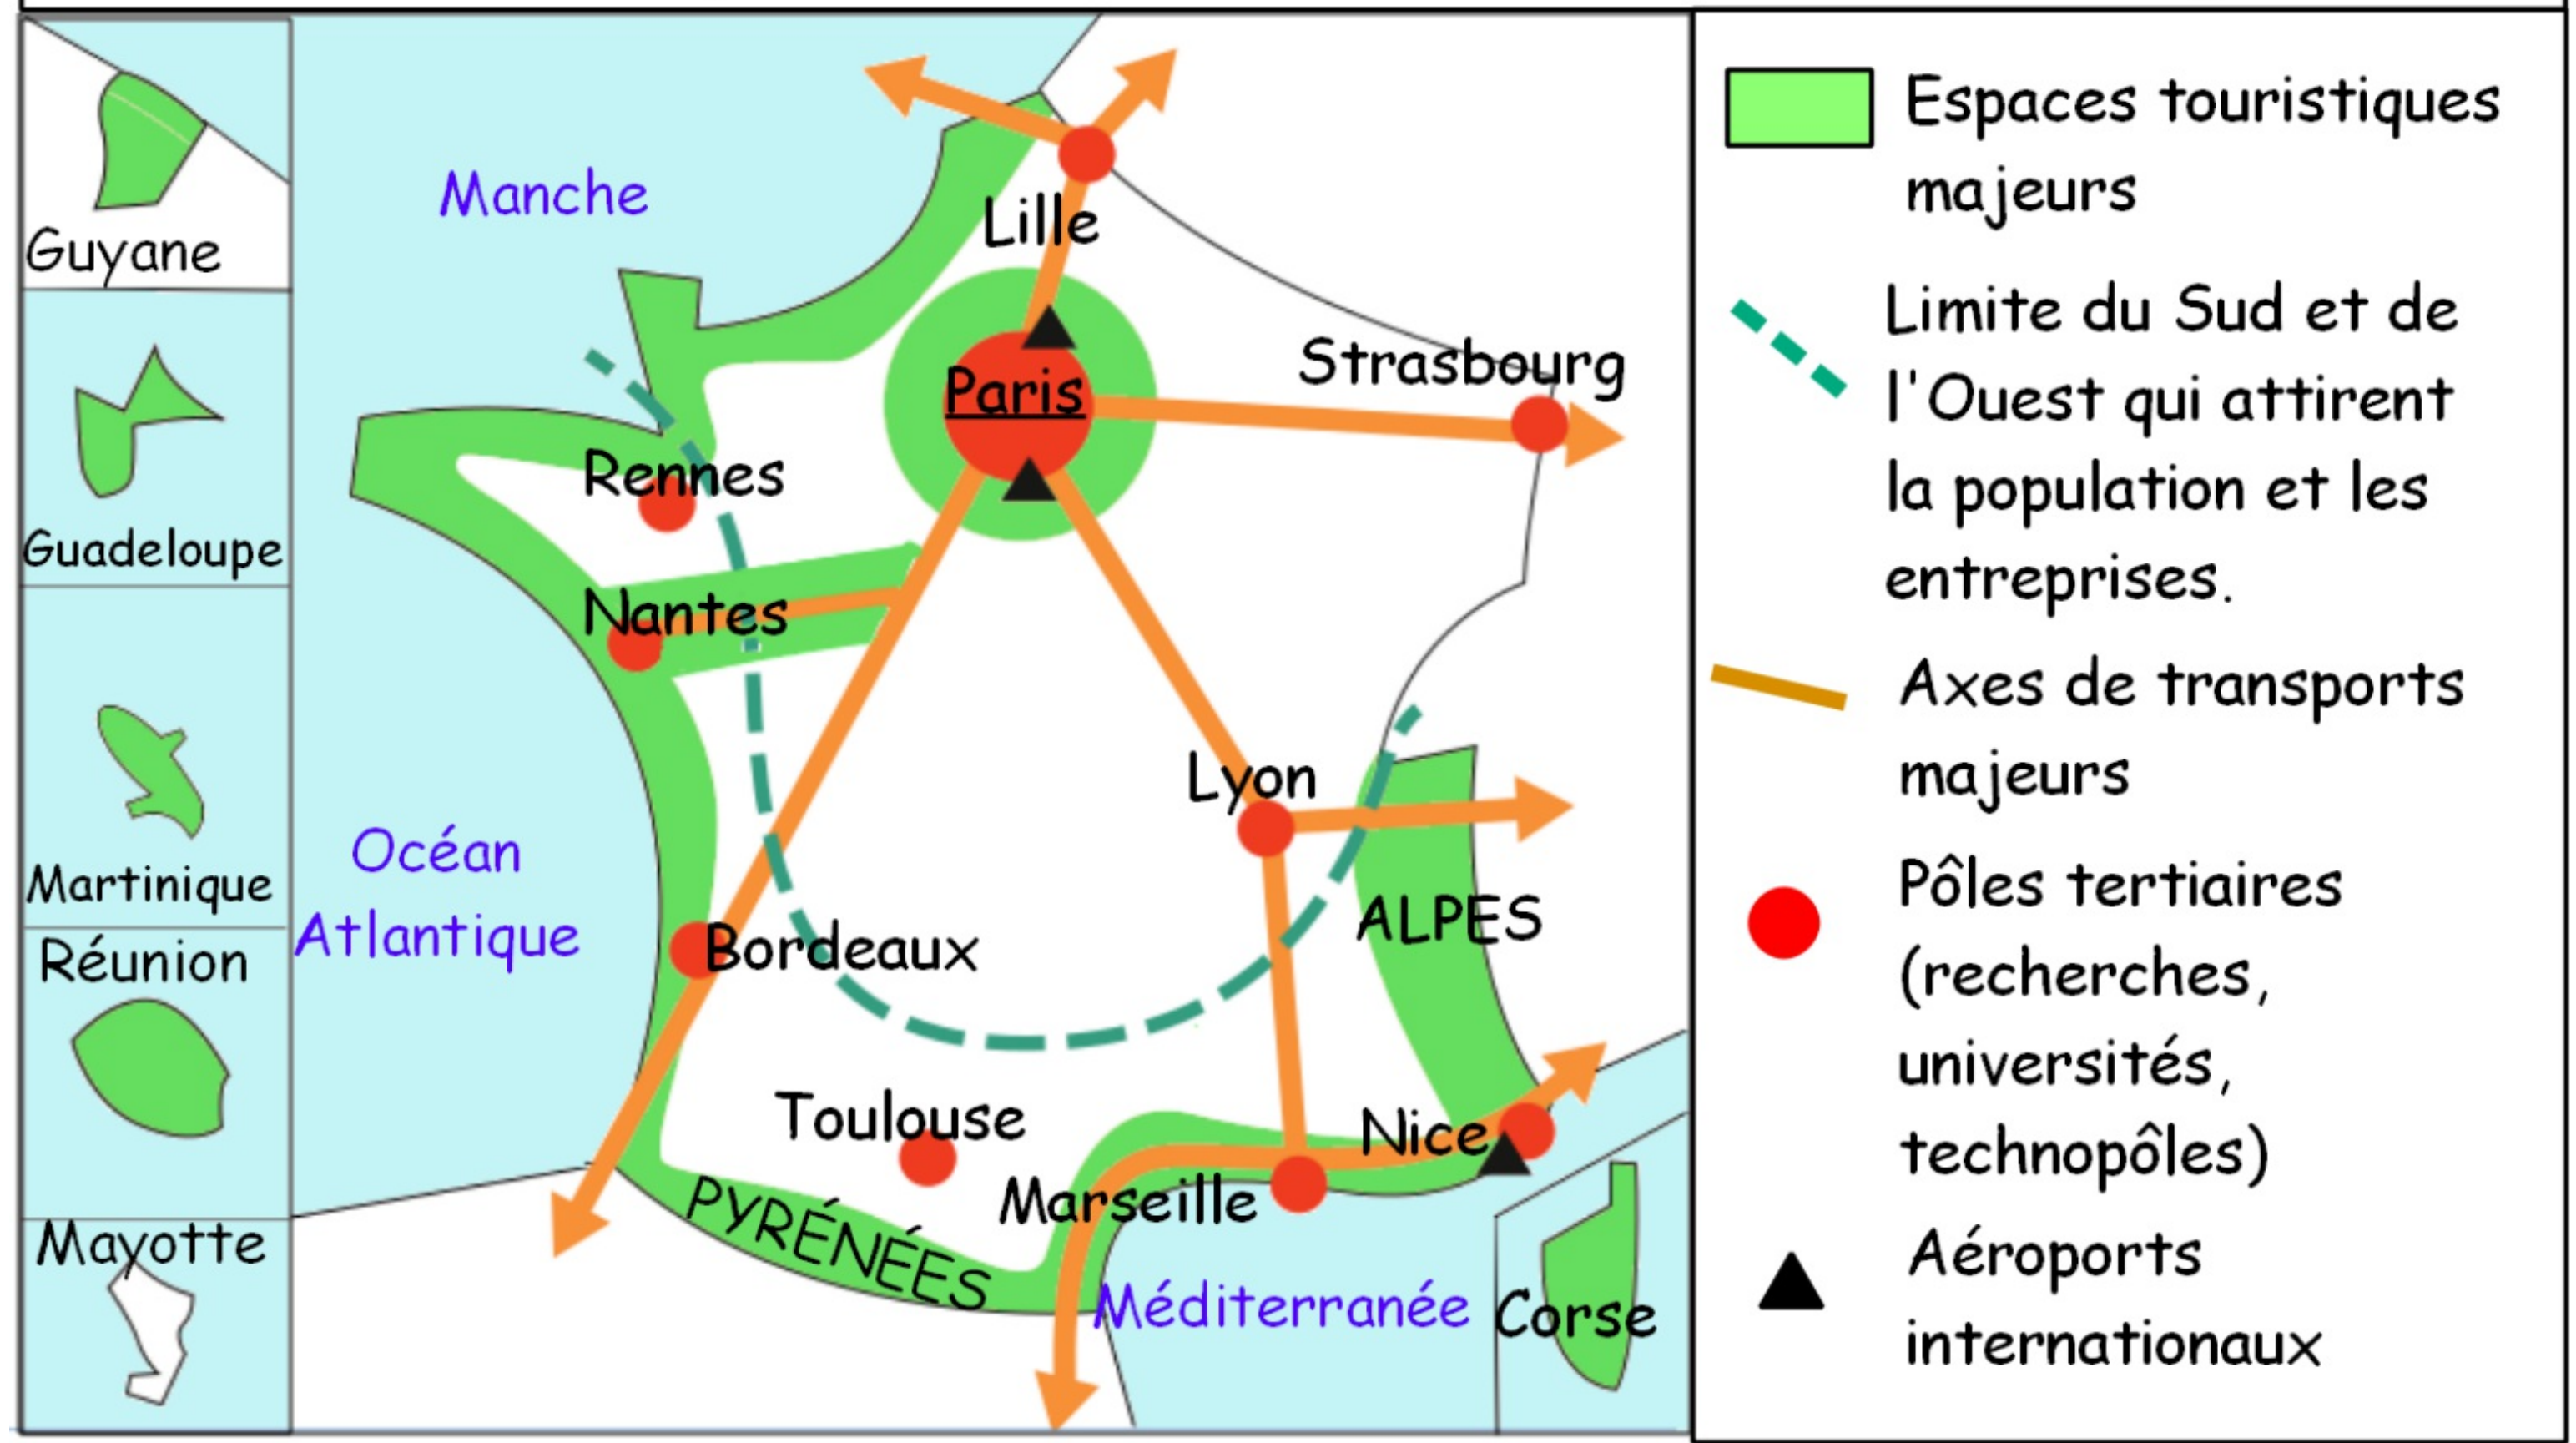 Guyane
Guadeloupe
Martinique
Réunion
Mayotte
Manche
Lille
Paris
Strasbourg
Rennes
Nantes
Lyon
Océan
Atlantique
Bordeaux
ALPES
Toulouse
Nice
Marseille
PYRÉNÉES
Méditerranée
Corse
Espaces touristiques
majeurs
Limite du Sud et de
l'Ouest qui attirent
la population et les
entreprises.
Axes de transports
majeurs
Pôles tertiaires
(recherches,
universités,
technopôles)
Aéroports
internationaux